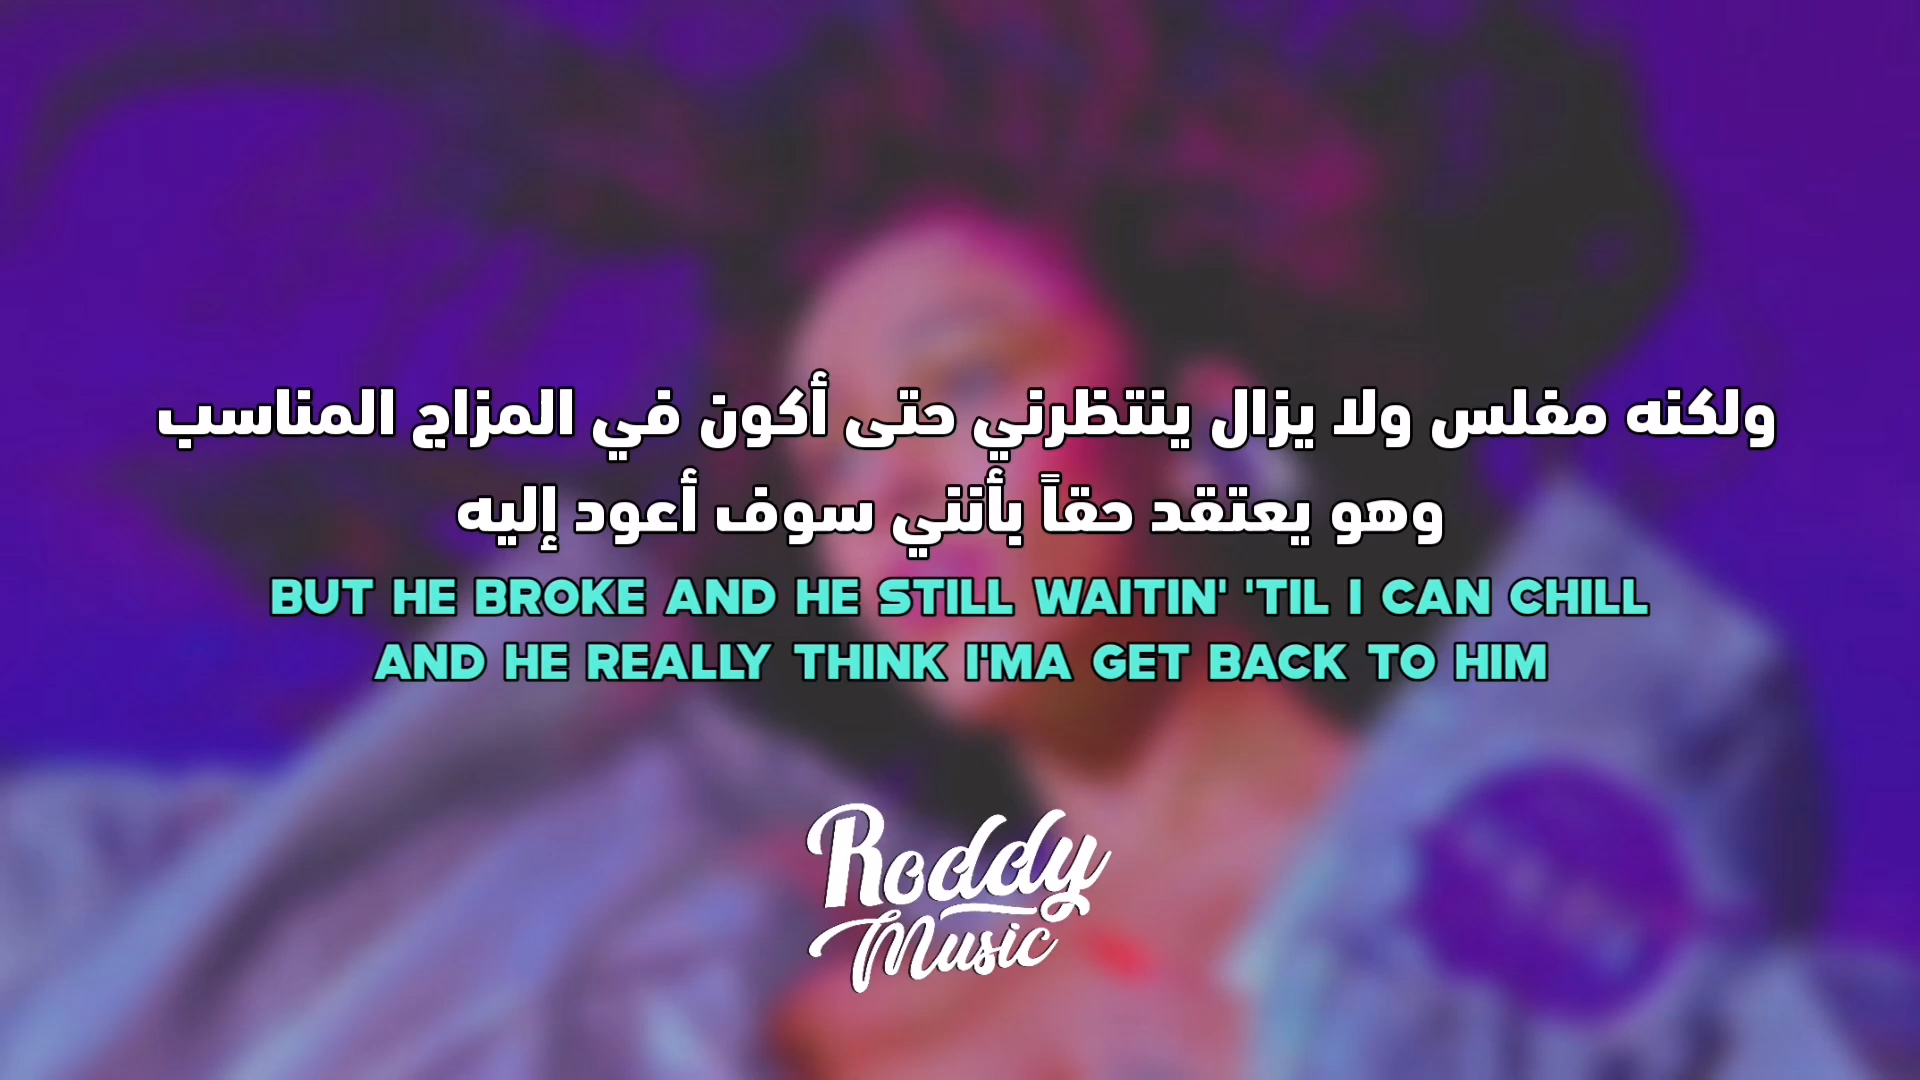 ولكنه مفلس ولا يزال ينتظرني حتى أكون في المزاج المناسب
وهو يعتقد حقاً بأنني سوف أعود إليه
BUT HE BROKE AND HE STILL WAITIN' 'TIL I CAN CHILL
AND HE REALLY THINK I'MA GET BACK TO HIM
Roddy
Music